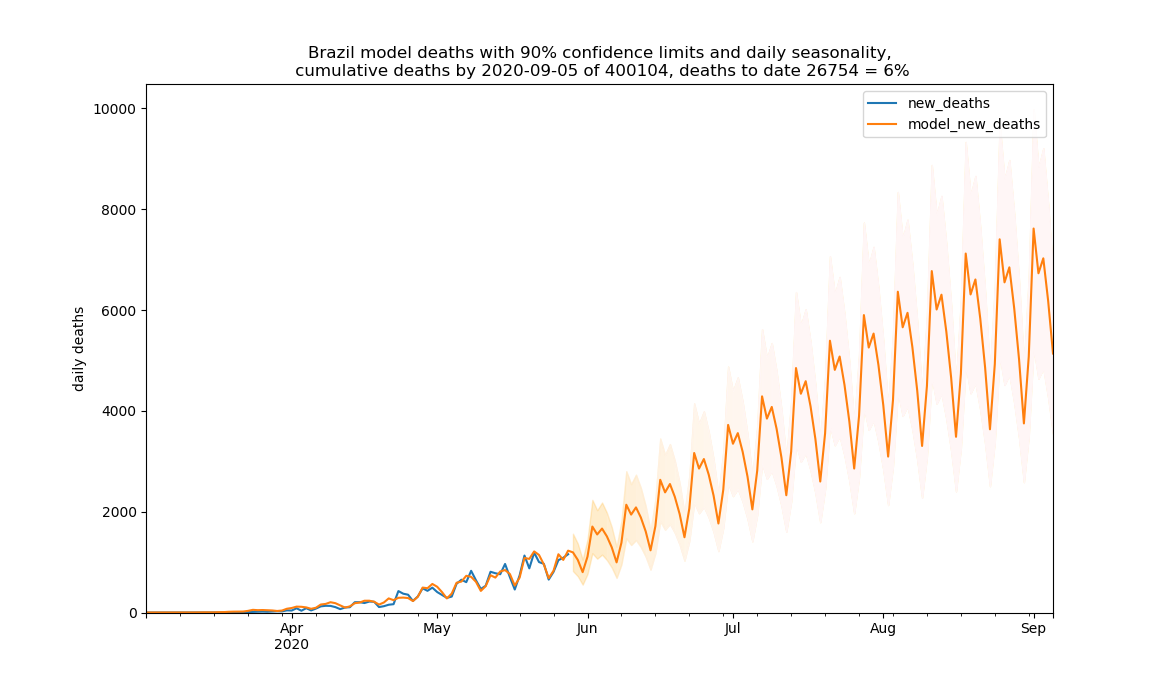 Brazil model deaths with 90% confidence limits and daily seasonality,
cumulative deaths by 2020-09-05 of 400104, deaths to date 26754 = 6%
new_deaths
model_new_deaths
10000
8000
6000
4000
2000
0
daily deaths
Apr
2020
May
Jun
Jul
Aug
Sep